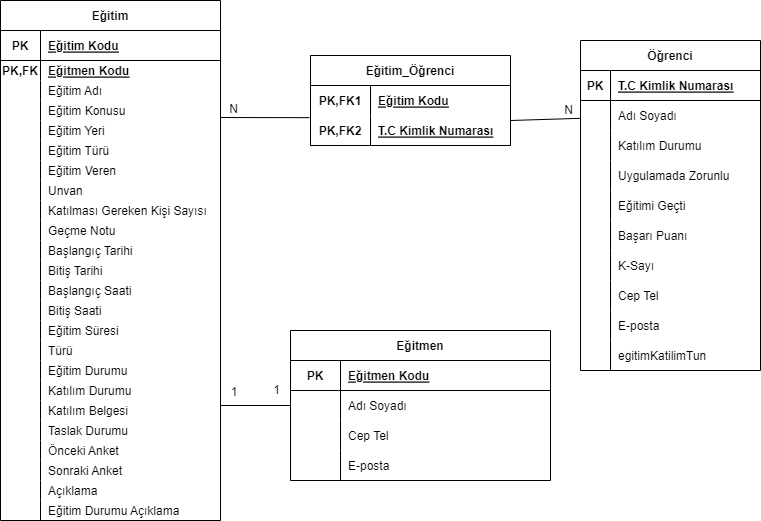 Eğitim
PK Eğitim Kodu
PK,FK Eğitmen Kodu
Eğitim Adı
Eğitim Konusu
Eğitim Yeri
Eğitim Türü
Eğitim Veren
Unvan
Katılması Gereken Kişi Sayısı
Geçme Notu
Başlangıç Tarihi
Bitiş Tarihi
Başlangıç Saati
Bitiş Saati
Eğitim Süresi
Türü
Eğitim Durumu
Katılım Durumu
Katılım Belgesi
Taslak Durumu
Önceki Anket
Sonraki Anket
Açıklama
Eğitim Durumu Açıklama
N
Eğitim_Öğrenci
PK,FK1 Eğitim Kodu
PK,FK2 T.C Kimlik Numarası
N
Öğrenci
PK T.C Kimlik Numarası
Adı Soyadı
Katılım Durumu
Uygulamada Zorunlu
Eğitimi Geçti
Başarı Puanı
K-Sayı
Cep Tel
E-posta
egitimKatilimTun
1
1
Eğitmen
PK Eğitmen Kodu
Adı Soyadı
Cep Tel
E-posta